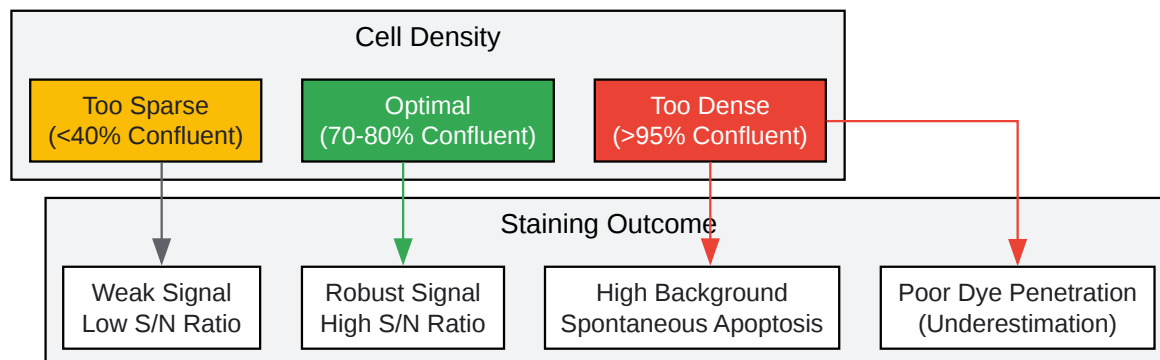 Cell Density
Too Sparse
(<40% Confluent)
Optimal
(70-80% Confluent)
Too Dense
(>95% Confluent)
Staining Outcome
Weak Signal
Low S/N Ratio
Robust Signal
High S/N Ratio
High Background
Spontaneous Apoptosis
Poor Dye Penetration
(Underestimation)